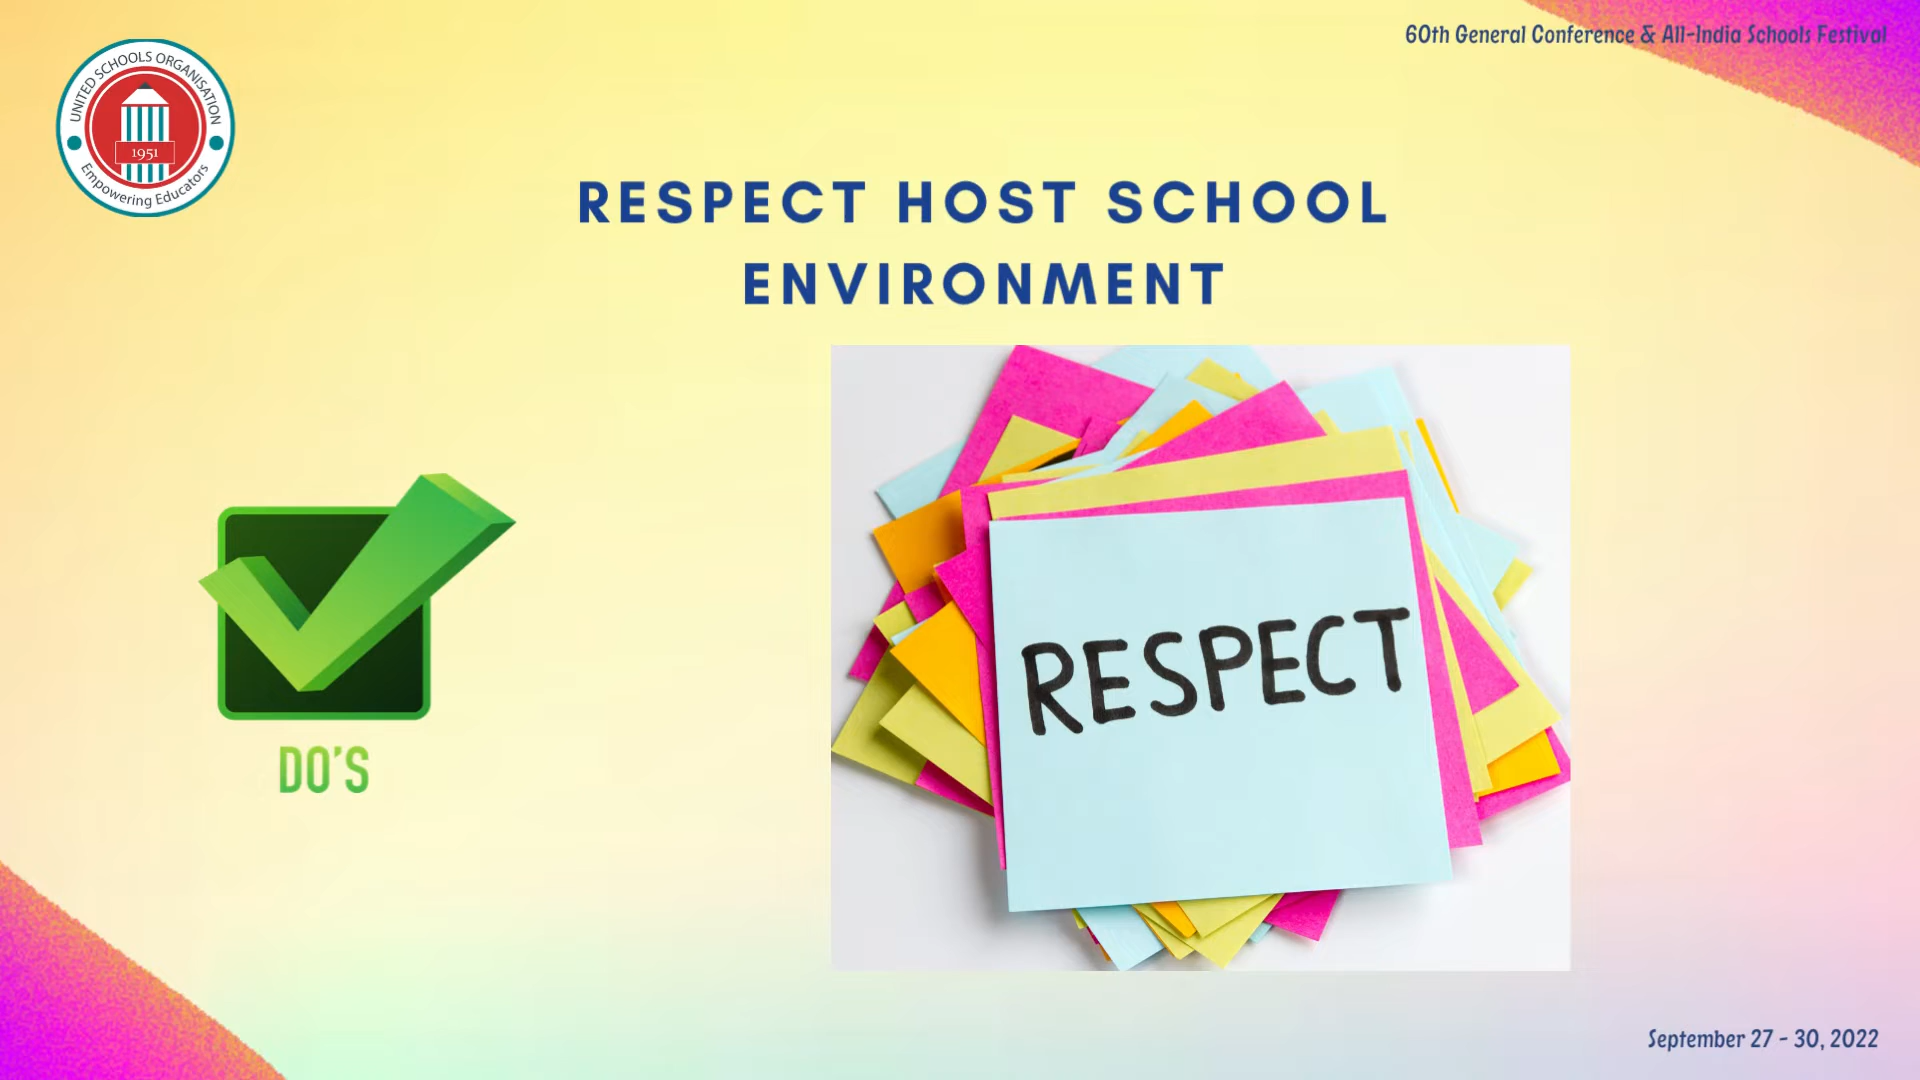 60th General Conference & All-India Schools Festival
UNITED SCHOOLS ORGANISATION
1951
Empowering Educators
RESPECT HOST SCHOOL
ENVIRONMENT
RESPECT
DO'S
September 27 - 30, 2022